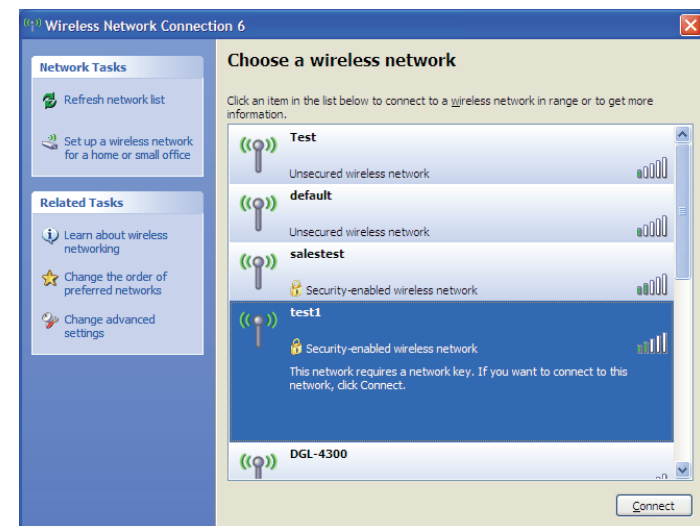 Wireless Network Connection 6
Network Tasks
Refresh network list
Set up a wireless network
for a home or small office
Related Tasks
Learn about wireless
networking
Change the order of
preferred networks
Change advanced
settings
Choose a wireless network
Click an item in the list below to connect to a wireless network in range or to get more
information.
Test
Unsecured wireless network
default
Unsecured wireless network
salestest
Security-enabled wireless network
test1
Security-enabled wireless network
This network requires a network key. If you want to connect to this
network, click Connect.
DGL-4300
Connect